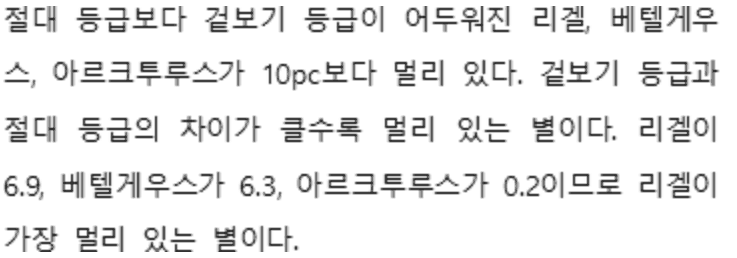 절대 등급보다 겉보기 등급이 어두워진 리겔, 베텔게우
스, 아르크투루스가 10pc보다 멀리 있다. 겉보기 등급과
절대 등급의 차이가 클수록 멀리 있는 별이다. 리겔이
6.9, 베텔게우스가 6.3, 아르크투루스가 0.2이므로 리겔이
가장 멀리 있는 별이다.